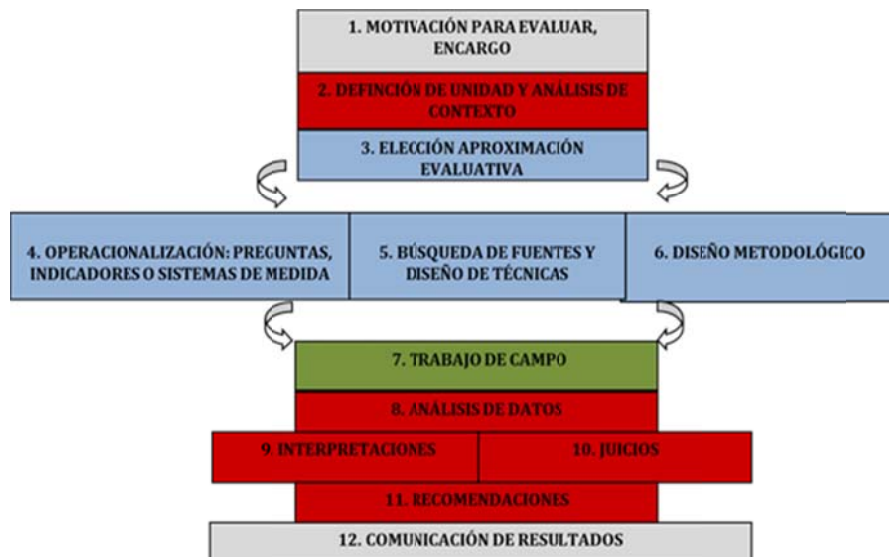 1. MOTIVACIÓN PARA EVALUAR,
ENCARGO
2. DEFINCIÓN DE UNIDAD Y ANÁLISIS DE
CONTEXTO
3. ELECCIÓN APROXIMACIÓN
EVALUATIVA
4. OPERACIONALIZACIÓN: PREGUNTAS,
INDICADORES O SISTEMAS DE MEDIDA
5. BÚSQUEDA DE FUENTES Y
DISEÑO DE TÉCNICAS
6. DISEÑO METODOLÓGICO
7. TRABAJO DE CAMPO
8. ANÁLISIS DE DATOS
9. INTERPRETACIONES
10. JUICIOS
11. RECOMENDACIONES
12. COMUNICACIÓN DE RESULTADOS